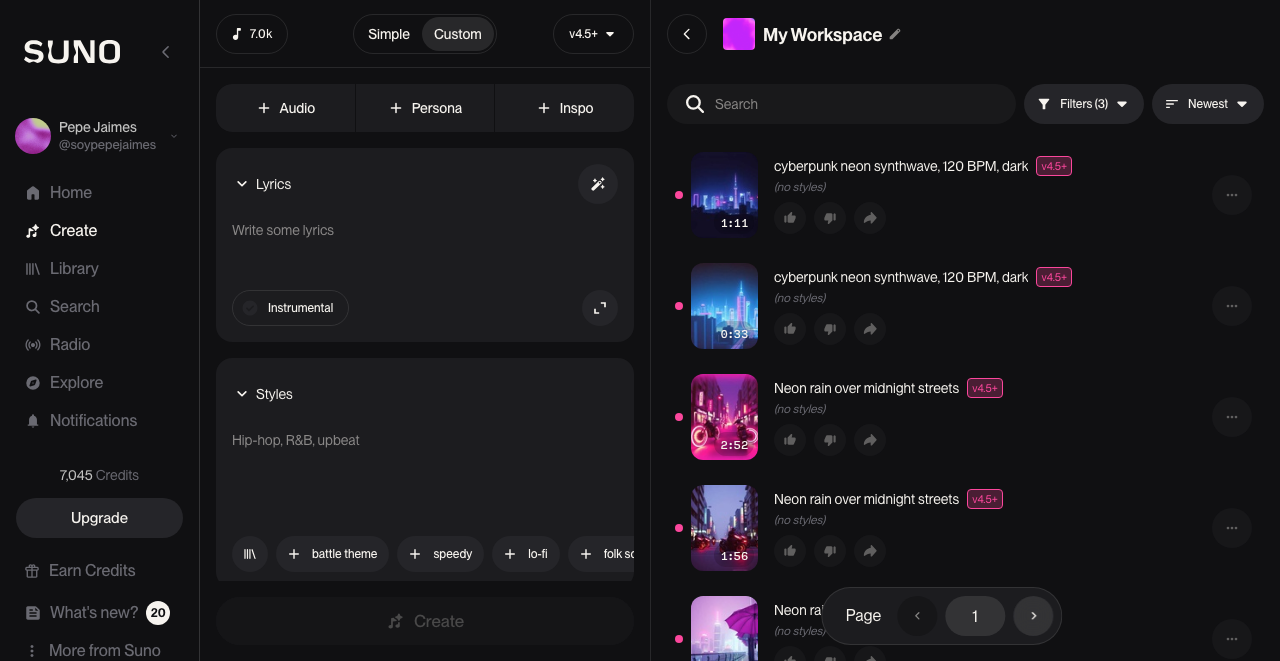 SUNO
Pepe Jaimes
@soypepejaimes
Home
Create
Library
Search
Radio
Explore
Notifications
7,045 Credits
Upgrade
Earn Credits
What's new? 20
More from Suno
7.0k
Simple Custom
v4.5+
Audio
Persona
Inspo
Lyrics
Write some lyrics
Instrumental
Styles
Hip-hop, R&B, upbeat
battle theme
speedy
lo-fi
folk so
Create
My Workspace
Search
Filters (3)
Newest
cyberpunk neon synthwave, 120 BPM, dark v4.5+
(no styles)
1:11
cyberpunk neon synthwave, 120 BPM, dark v4.5+
(no styles)
0:33
Neon rain over midnight streets v4.5+
(no styles)
2:52
Neon rain over midnight streets v4.5+
(no styles)
1:56
Neon ra
(no styles)
Page 1